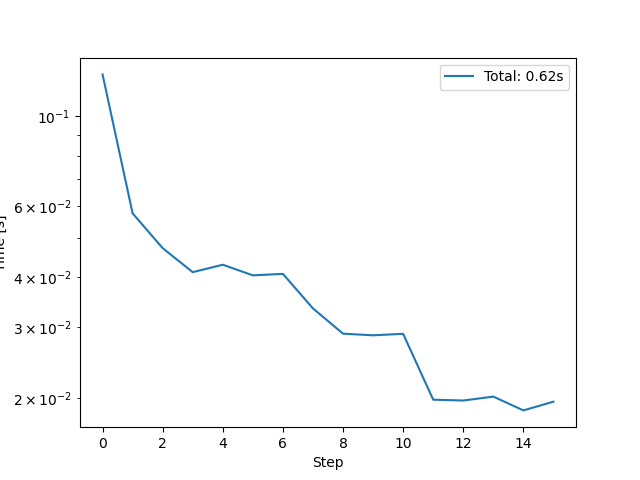 Total: 0.62s
10⁻¹
6 × 10⁻²
4 × 10⁻²
3 × 10⁻²
2 × 10⁻²
[s]
0 2 4 6 8 10 12 14
Step